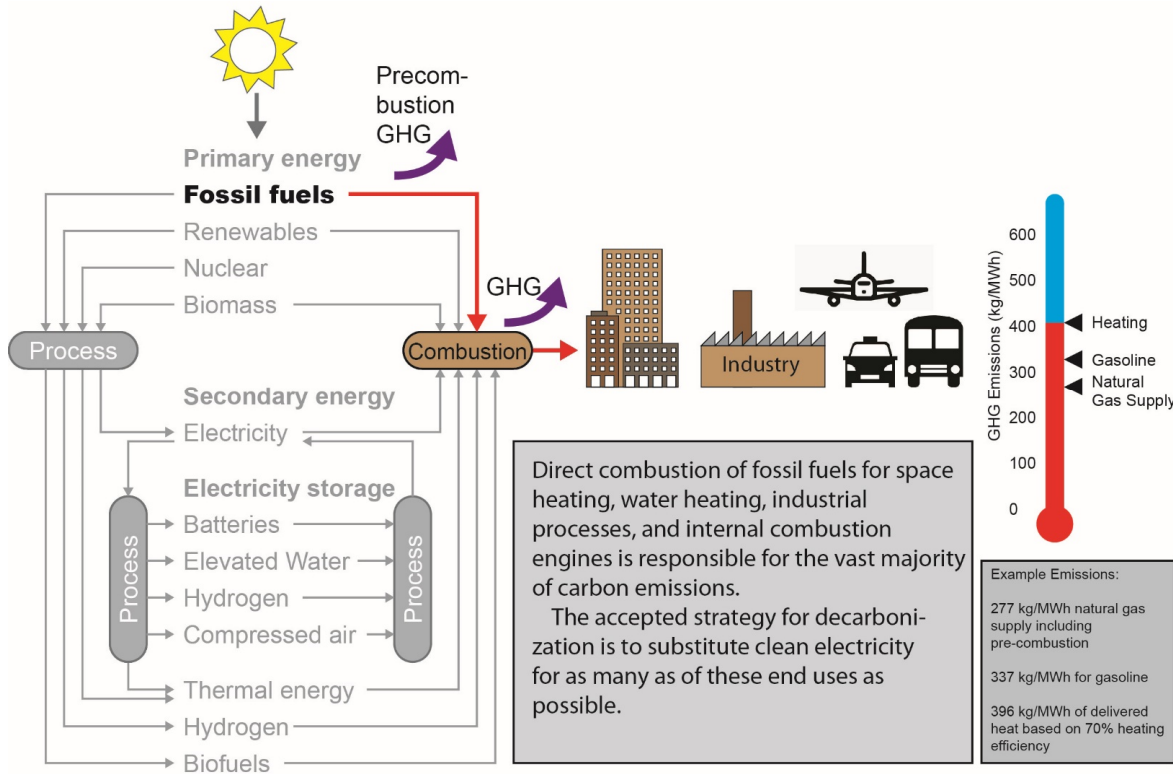 Precom-
bustion
GHG
Primary energy
Fossil fuels
Renewables
Nuclear
Biomass
Process
GHG
Combustion
Industry
Secondary energy
Electricity
Electricity storage
Batteries
Elevated Water
Hydrogen
Compressed air
Process
Process
Thermal energy
Hydrogen
Biofuels
Direct combustion of fossil fuels for space
heating, water heating, industrial
processes, and internal combustion
engines is responsible for the vast majority
of carbon emissions.
The accepted strategy for decarboni-
zation is to substitute clean electricity
for as many as of these end uses as
possible.
GHG Emissions (kg/MWh)
600
500
400
300
200
100
0
Heating
Gasoline
Natural
Gas Supply
Example Emissions:
277 kg/MWh natural gas
supply including
pre-combustion
337 kg/MWh for gasoline
396 kg/MWh of delivered
heat based on 70% heating
efficiency